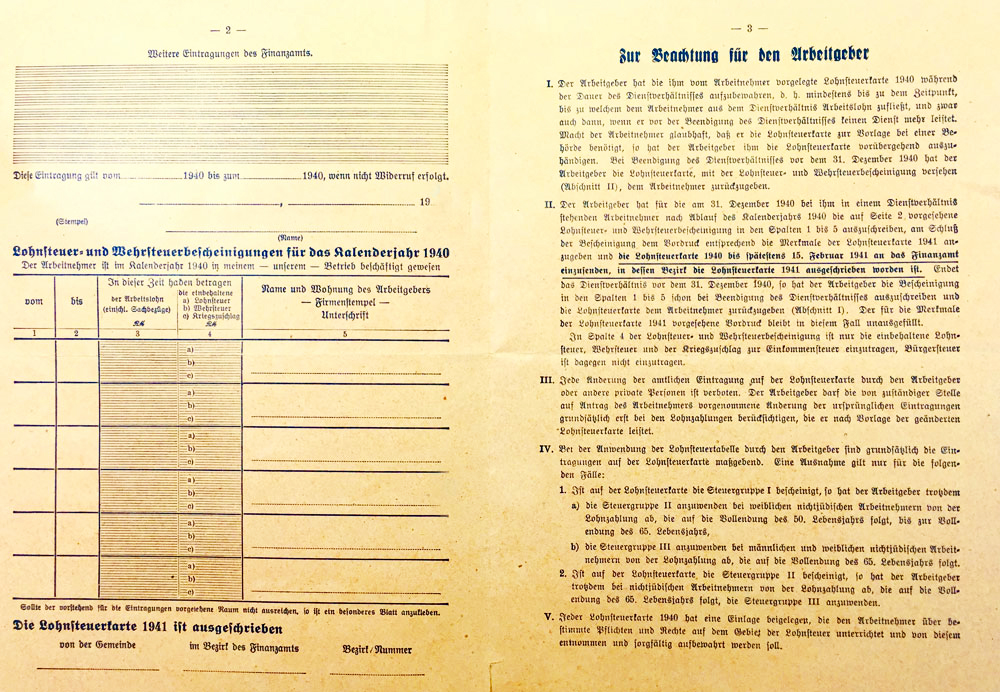 — 2 —
Weitere Eintragungen des Finanzamts.
Diese Eintragung gilt vom 1940 bis zum 1940, wenn nicht Widerruf erfolgt.
, 19
(Stempel)
(Name)
Lohnsteuer- und Wehrsteuerbescheinigungen für das Kalenderjahr 1940
Der Arbeitnehmer ist im Kalenderjahr 1940 in meinem — unserem — Betrieb beschäftigt gewesen
vom
bis
In dieser Zeit haben betragen
der Arbeitslohn
(einschl. Sachbezüge)
ℛℳ
die einbehaltene
a) Lohnsteuer
b) Wehrsteuer
c) Kriegszuschlag
ℛℳ
Name und Wohnung des Arbeitgebers
— Firmenstempel —
Unterschrift
1 2 3 4 5
a)
b)
c)
a)
b)
c)
a)
b)
c)
a)
b)
c)
a)
b)
c)
a)
b)
c)
Sollte der vorstehend für die Eintragungen vorgesehene Raum nicht ausreichen, so ist ein besonderes Blatt anzukleben.
Die Lohnsteuerkarte 1941 ist ausgeschrieben
von der Gemeinde im Bezirk des Finanzamts Bezirk/Nummer
— 3 —
Zur Beachtung für den Arbeitgeber
I. Der Arbeitgeber hat die ihm vom Arbeitnehmer vorgelegte Lohnsteuerkarte 1940 während
der Dauer des Dienstverhältnisses aufzubewahren, d. h. mindestens bis zu dem Zeitpunkt,
bis zu welchem dem Arbeitnehmer aus dem Dienstverhältnis Arbeitslohn zufließt, und zwar
auch dann, wenn er vor der Beendigung des Dienstverhältnisses keinen Dienst mehr leistet.
Macht der Arbeitnehmer glaubhaft, daß er die Lohnsteuerkarte zur Vorlage bei einer Be-
hörde benötigt, so hat der Arbeitgeber ihm die Lohnsteuerkarte vorübergehend auszu-
händigen. Bei Beendigung des Dienstverhältnisses vor dem 31. Dezember 1940 hat der
Arbeitgeber die Lohnsteuerkarte, mit der Lohnsteuer- und Wehrsteuerbescheinigung versehen
(Abschnitt II), dem Arbeitnehmer zurückzugeben.
II. Der Arbeitgeber hat für die am 31. Dezember 1940 bei ihm in einem Dienstverhältnis
stehenden Arbeitnehmer nach Ablauf des Kalenderjahrs 1940 die auf Seite 2 vorgesehene
Lohnsteuer- und Wehrsteuerbescheinigung in den Spalten 1 bis 5 auszuschreiben, am Schluß
der Bescheinigung dem Vordruck entsprechend die Merkmale der Lohnsteuerkarte 1941 an-
zugeben und die Lohnsteuerkarte 1940 bis spätestens 15. Februar 1941 an das Finanzamt
einzusenden, in dessen Bezirk die Lohnsteuerkarte 1941 ausgeschrieben worden ist. Endet
das Dienstverhältnis vor dem 31. Dezember 1940, so hat der Arbeitgeber die Bescheinigung
in den Spalten 1 bis 5 schon bei Beendigung des Dienstverhältnisses auszuschreiben und
die Lohnsteuerkarte dem Arbeitnehmer zurückzugeben (Abschnitt I). Der für die Merkmale
der Lohnsteuerkarte 1941 vorgesehene Vordruck bleibt in diesem Fall unausgefüllt.
In Spalte 4 der Lohnsteuer- und Wehrsteuerbescheinigung ist nur die einbehaltene Lohn-
steuer, Wehrsteuer und der Kriegszuschlag zur Einkommensteuer einzutragen, Bürgersteuer
ist dagegen nicht einzutragen.
III. Jede Änderung der amtlichen Eintragung auf der Lohnsteuerkarte durch den Arbeitgeber
oder andere private Personen ist verboten. Der Arbeitgeber darf die von zuständiger Stelle
auf Antrag des Arbeitnehmers vorgenommene Änderung der ursprünglichen Eintragungen
grundsätzlich erst bei den Lohnzahlungen berücksichtigen, die er nach Vorlage der geänderten
Lohnsteuerkarte leistet.
IV. Bei der Anwendung der Lohnsteuertabelle durch den Arbeitgeber sind grundsätzlich die Ein-
tragungen auf der Lohnsteuerkarte maßgebend. Eine Ausnahme gilt nur für die folgen-
den Fälle:
1. Ist auf der Lohnsteuerkarte die Steuergruppe I bescheinigt, so hat der Arbeitgeber trotzdem
a) die Steuergruppe II anzuwenden bei weiblichen nichtjüdischen Arbeitnehmern von der
Lohnzahlung ab, die auf die Vollendung des 50. Lebensjahrs folgt, bis zur Voll-
endung des 65. Lebensjahrs,
b) die Steuergruppe III anzuwenden bei männlichen und weiblichen nichtjüdischen Arbeit-
nehmern von der Lohnzahlung ab, die auf die Vollendung des 65. Lebensjahrs folgt.
2. Ist auf der Lohnsteuerkarte die Steuergruppe II bescheinigt, so hat der Arbeitgeber
trotzdem bei nichtjüdischen Arbeitnehmern von der Lohnzahlung ab, die auf die Voll-
endung des 65. Lebensjahrs folgt, die Steuergruppe III anzuwenden.
V. Jeder Lohnsteuerkarte 1940 hat eine Einlage beigelegen, die den Arbeitnehmer über be-
stimmte Pflichten und Rechte auf dem Gebiet der Lohnsteuer unterrichtet und von diesem
entnommen und sorgfältig aufbewahrt werden soll.